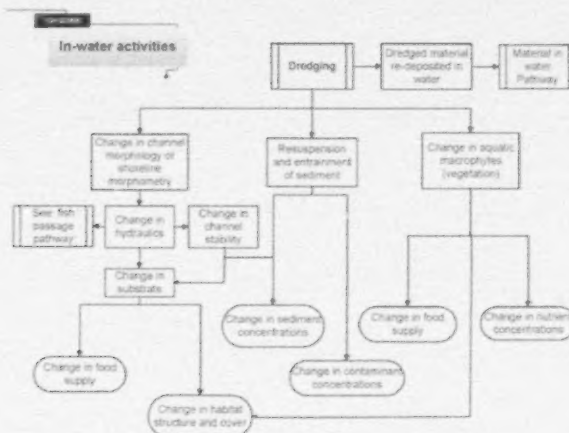 In-water activities
Dredging
Dredged material
re-deposited in
water
Material in
water
Pathway
Change in channel
morphology or
shoreline
morphometry
Resuspension
and entrainment
of sediment
Change in aquatic
macrophytes
(vegetation)
See fish
passage
pathway
Change in
hydraulics
Change in
channel
stability
Change in
substrate
Change in sediment
concentrations
Change in food
supply
Change in nutrient
concentrations
Change in food
supply
Change in contaminant
concentrations
Change in habitat
structure and cover